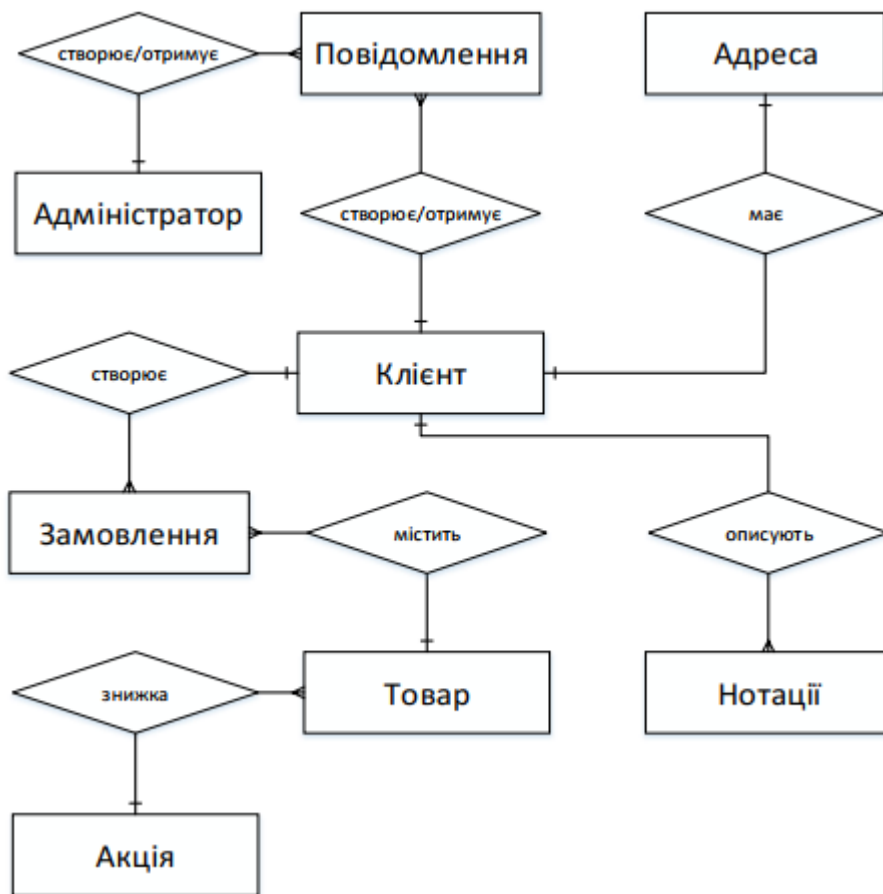 створює/отримує
Повідомлення
Адреса
Адміністратор
створює/отримує
має
створює
Клієнт
Замовлення
містить
описують
знижка
Товар
Нотації
Акція